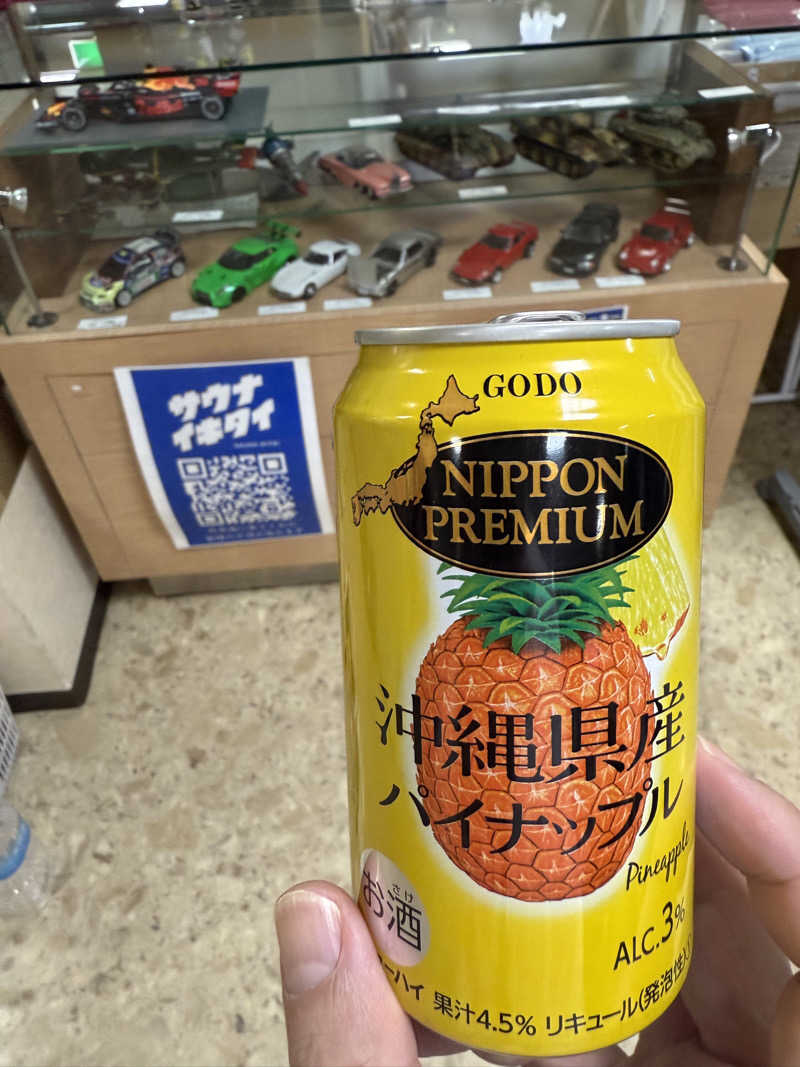 サウナ
イキタイ
GODO
NIPPON
PREMIUM
沖縄県産
パイナップル
Pineapple
さけ
お酒
ALC.3%
ーハイ 果汁4.5% リキュール(発泡性)①